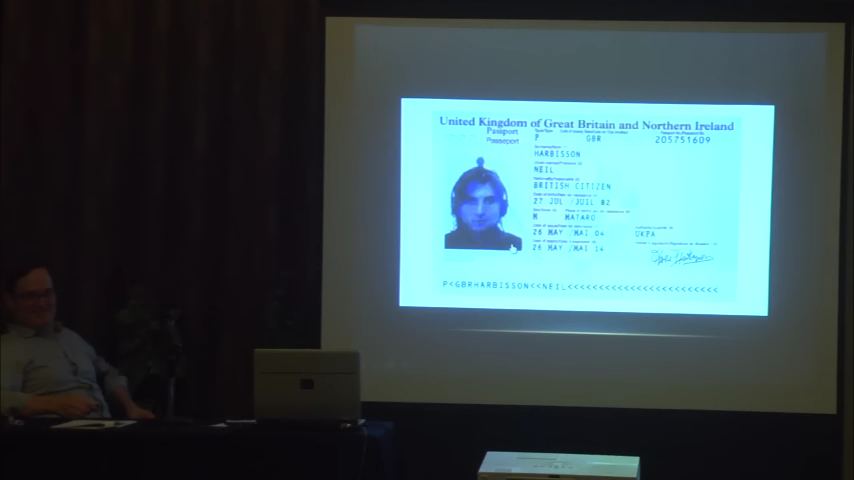 United Kingdom of Great Britain and Northern Ireland
Passport
Passeport
P GBR 205751609
HARBISSON
NEIL
BRITISH CITIZEN
27 JUL /JUIL 82
M MATARO
26 MAY /MAI 04 UKPA
26 MAY /MAI 14
P<GBRHARBISSON<<NEIL<<<<<<<<<<<<<<<<<<<<<<<<